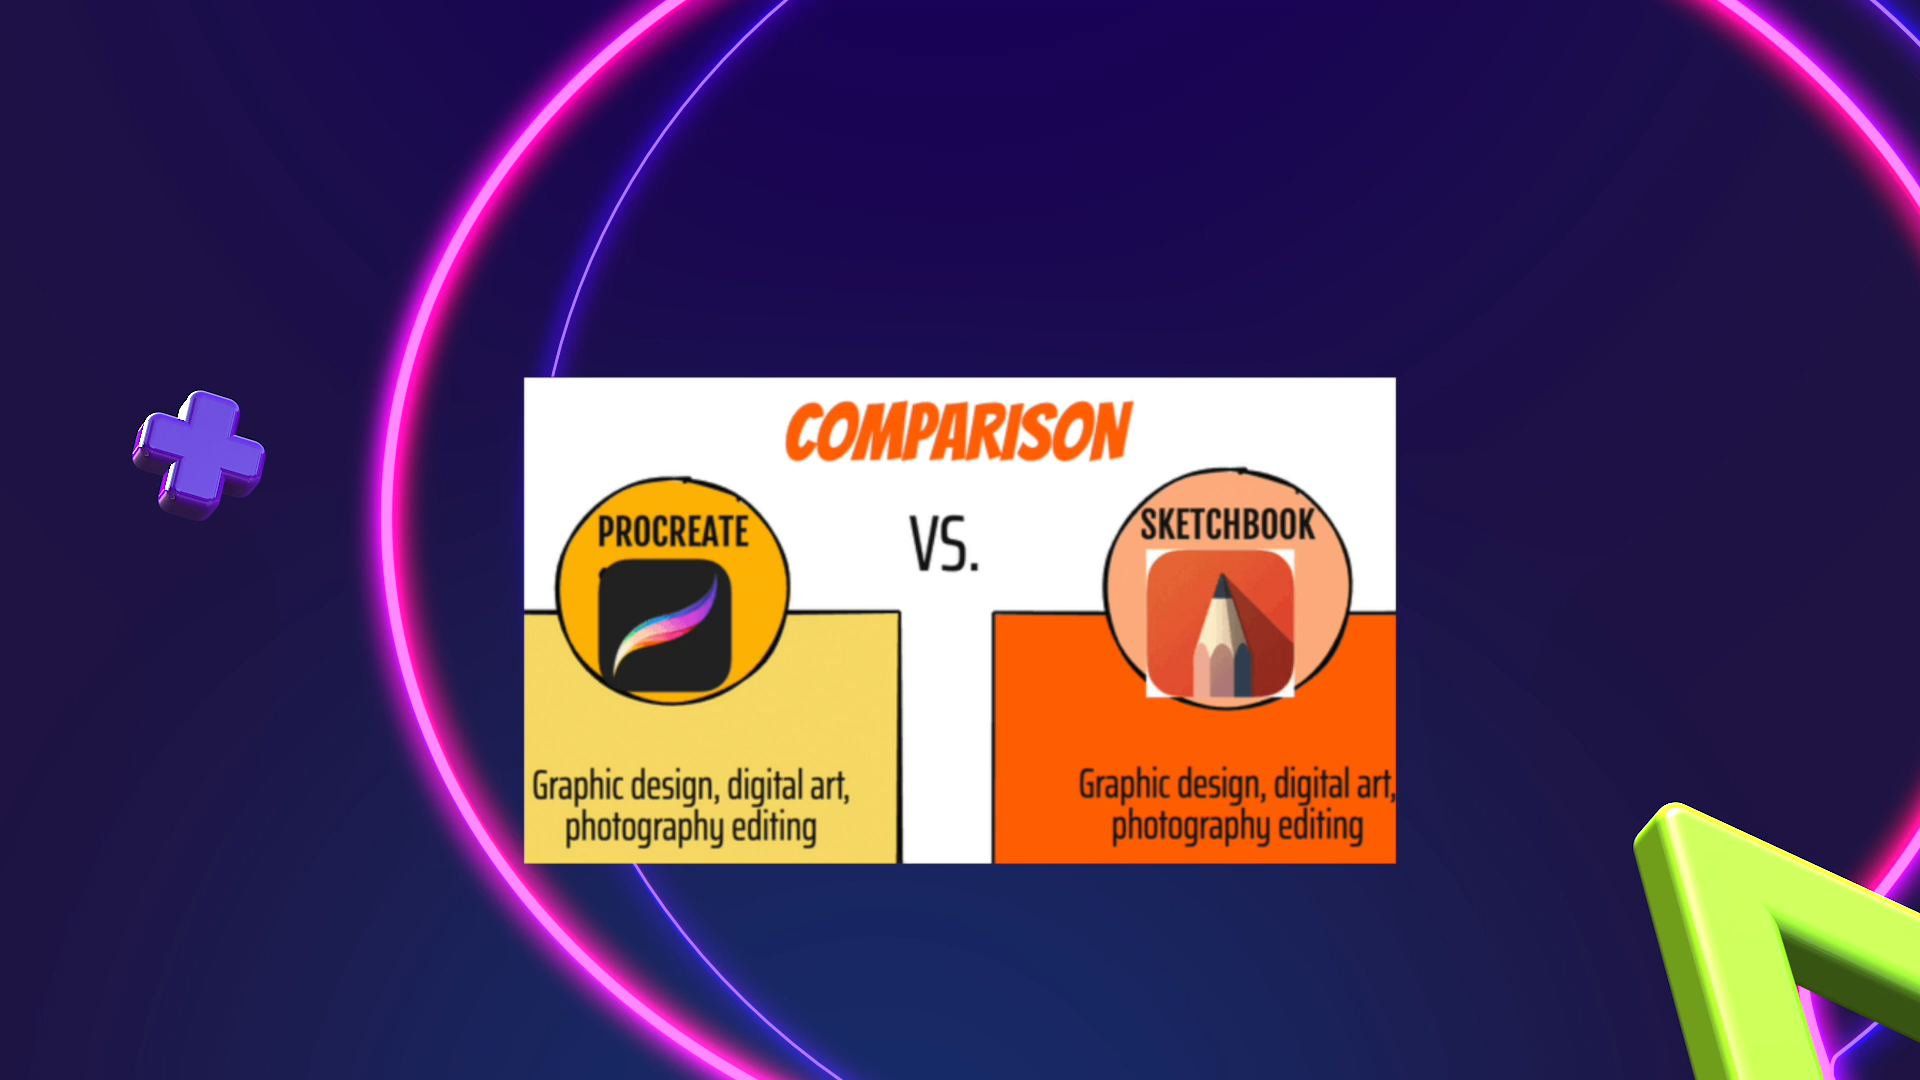 COMPARISON
PROCREATE
VS.
SKETCHBOOK
Graphic design, digital art,
photography editing
Graphic design, digital art,
photography editing